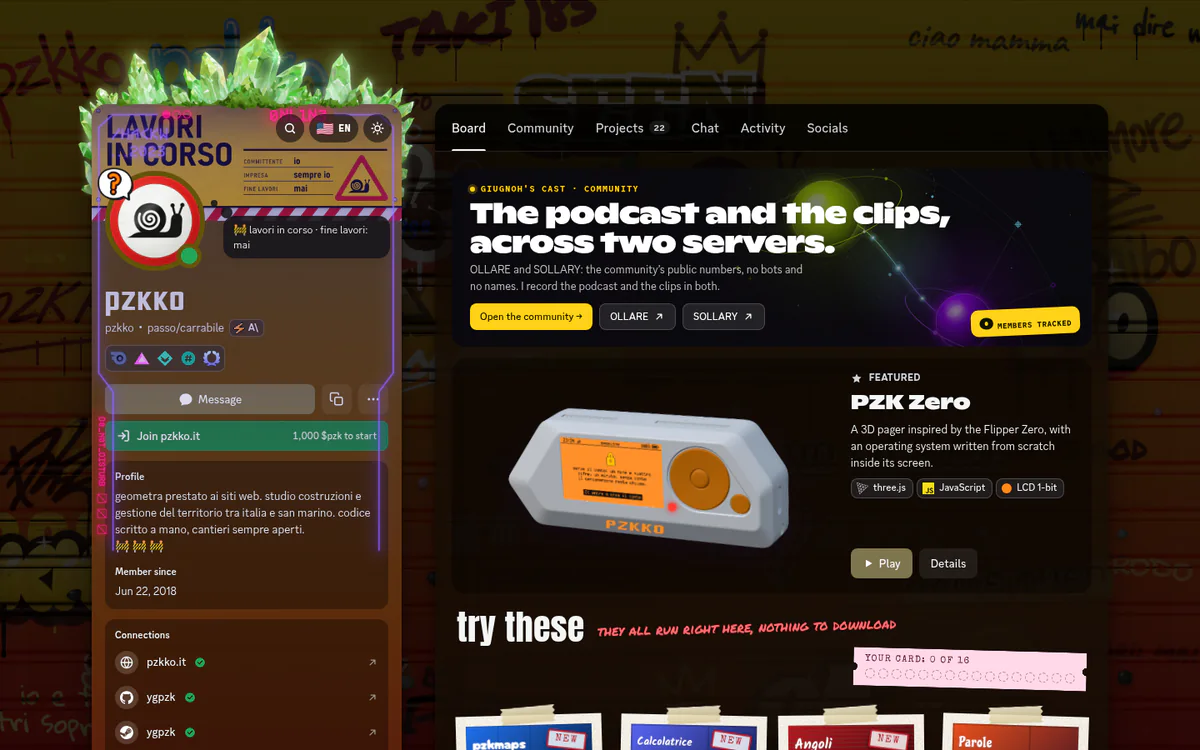 TAKI 183
ciao mamma
mai dire
pzkko
LAVORI
IN CORSO
EN
COMMITTENTE io
IMPRESA sempre io
FINE LAVORI mai
?
🚧 lavori in corso · fine lavori:
mai
pzkko
pzkko • passo/carrabile
A\
Message
Join pzkko.it
1,000 $pzk to start
DO_NOT_DISTURB
Profile
geometra prestato ai siti web. studio costruzioni e
gestione del territorio tra italia e san marino. codice
scritto a mano, cantieri sempre aperti.
🚧 🚧 🚧
Member since
Jun 22, 2018
Connections
pzkko.it
ygpzk
ygpzk
Board
Community
Projects 22
Chat
Activity
Socials
GIUGNOH'S CAST · COMMUNITY
The podcast and the clips,
across two servers.
OLLARE and SOLLARY: the community's public numbers, no bots and
no names. I record the podcast and the clips in both.
Open the community →
OLLARE ↗
SOLLARY ↗
MEMBERS TRACKED
PZKKO
FEATURED
PZK Zero
A 3D pager inspired by the Flipper Zero, with
an operating system written from scratch
inside its screen.
three.js
JS JavaScript
LCD 1-bit
Play
Details
try these
THEY ALL RUN RIGHT HERE, NOTHING TO DOWNLOAD
YOUR CARD: 0 OF 16
pzkmaps
NEW
Calcolatrice
NEW
Angoli
NEW
Parole